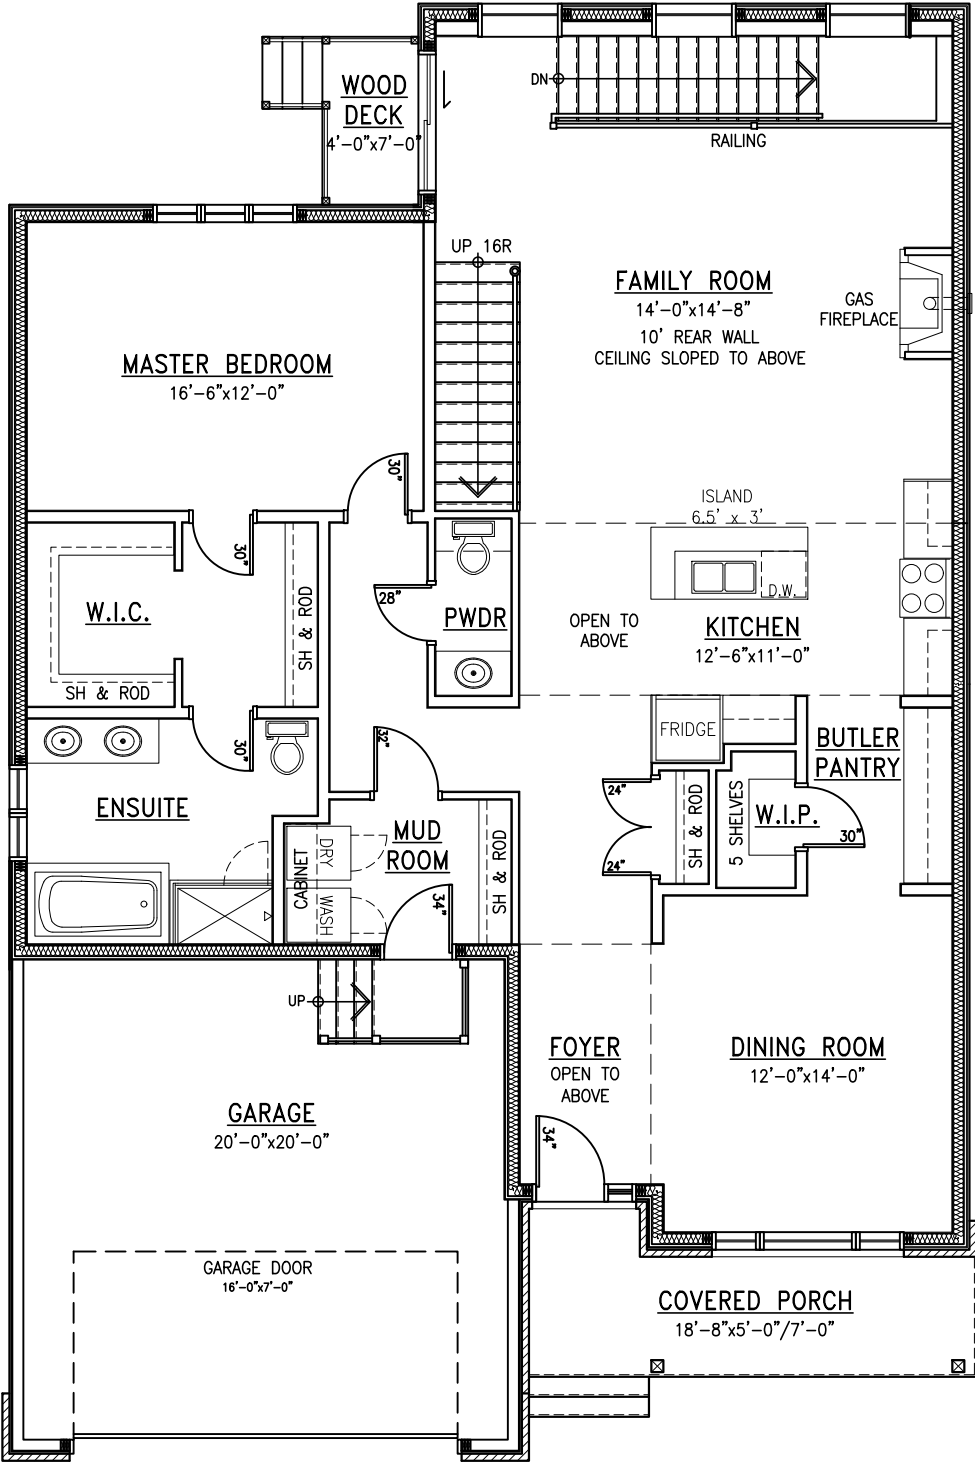 WOOD
DECK
4'-0"x7'-0"
DN
RAILING
UP 16R
FAMILY ROOM
14'-0"x14'-8"
10' REAR WALL
CEILING SLOPED TO ABOVE
GAS
FIREPLACE
MASTER BEDROOM
16'-6"x12'-0"
30"
30"
W.I.C.
SH & ROD
SH & ROD
28"
PWDR
ISLAND
6.5' x 3'
D.W.
OPEN TO
ABOVE
KITCHEN
12'-6"x11'-0"
30"
32"
FRIDGE
BUTLER
PANTRY
ENSUITE
24"
24"
SH & ROD
5 SHELVES
W.I.P.
30"
MUD
ROOM
CABINET
DRY
WASH
34"
SH & ROD
UP
FOYER
OPEN TO
ABOVE
34"
DINING ROOM
12'-0"x14'-0"
GARAGE
20'-0"x20'-0"
GARAGE DOOR
16'-0"x7'-0"
COVERED PORCH
18'-8"x5'-0"/7'-0"